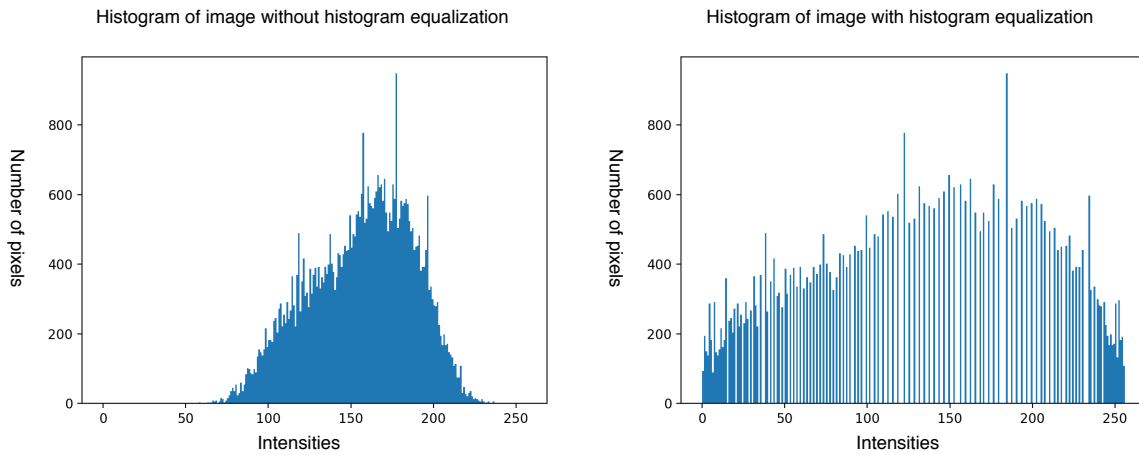 Histogram of image without histogram equalization
Number of pixels
800
600
400
200
0
0 50 100 150 200 250
Intensities
Histogram of image with histogram equalization
Number of pixels
800
600
400
200
0
0 50 100 150 200 250
Intensities